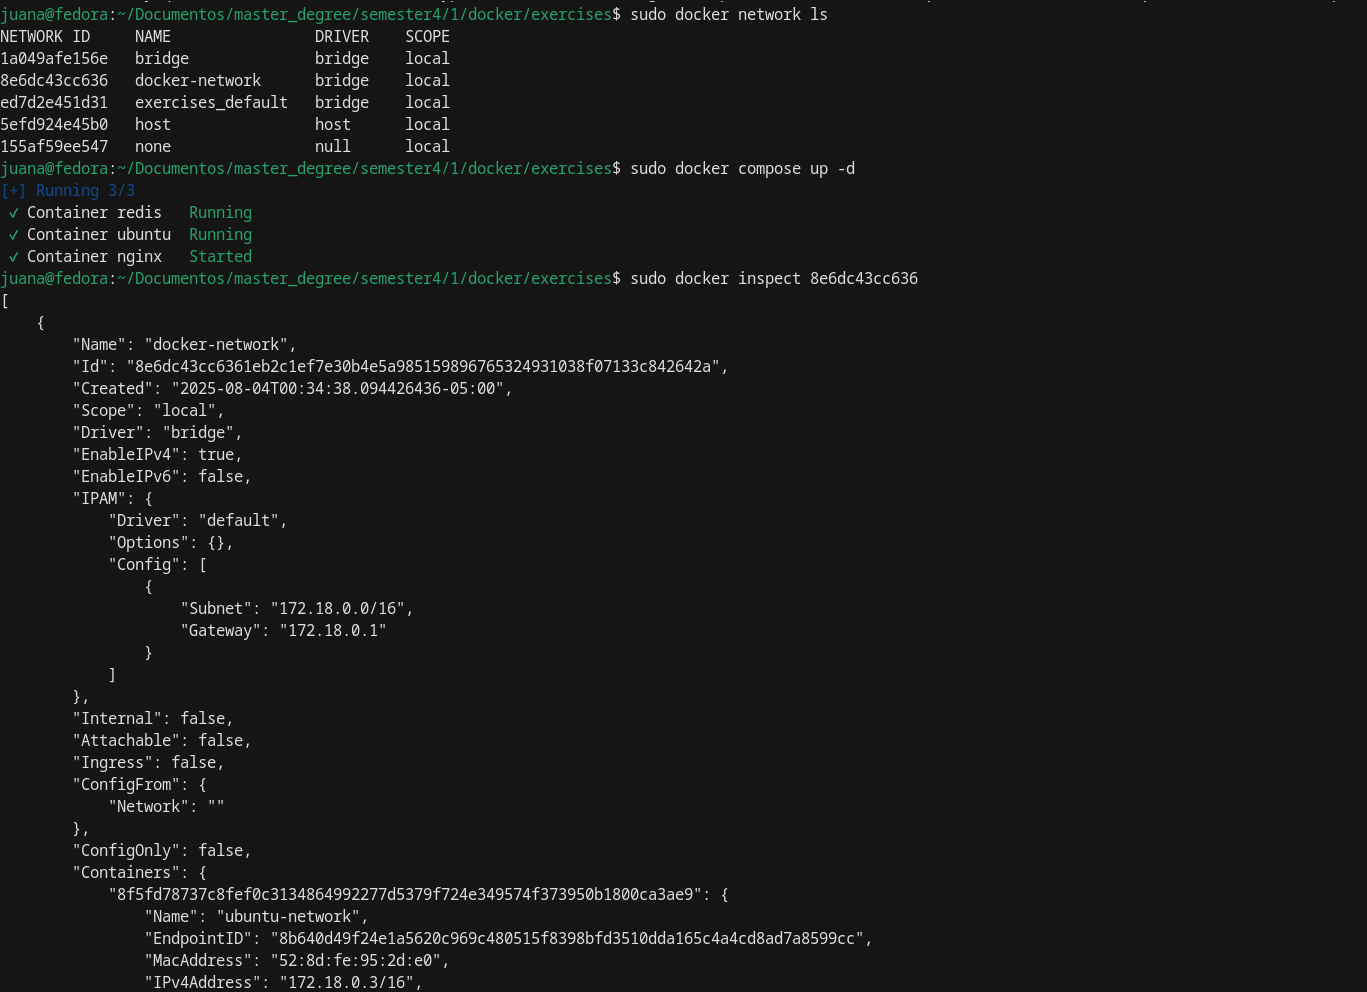 juana@fedora:~/Documentos/master_degree/semester4/1/docker/exercises$ sudo docker network ls
NETWORK ID     NAME                DRIVER    SCOPE
1a049afe156e   bridge              bridge    local
8e6dc43cc636   docker-network      bridge    local
ed7d2e451d31   exercises_default   bridge    local
5efd924e45b0   host                host      local
155af59ee547   none                null      local
juana@fedora:~/Documentos/master_degree/semester4/1/docker/exercises$ sudo docker compose up -d
[+] Running 3/3
 ✓ Container redis   Running
 ✓ Container ubuntu  Running
 ✓ Container nginx   Started
juana@fedora:~/Documentos/master_degree/semester4/1/docker/exercises$ sudo docker inspect 8e6dc43cc636
[
    {
        "Name": "docker-network",
        "Id": "8e6dc43cc6361eb2c1ef7e30b4e5a985159896765324931038f07133c842642a",
        "Created": "2025-08-04T00:34:38.094426436-05:00",
        "Scope": "local",
        "Driver": "bridge",
        "EnableIPv4": true,
        "EnableIPv6": false,
        "IPAM": {
            "Driver": "default",
            "Options": {},
            "Config": [
                {
                    "Subnet": "172.18.0.0/16",
                    "Gateway": "172.18.0.1"
                }
            ]
        },
        "Internal": false,
        "Attachable": false,
        "Ingress": false,
        "ConfigFrom": {
            "Network": ""
        },
        "ConfigOnly": false,
        "Containers": {
            "8f5fd78737c8fef0c3134864992277d5379f724e349574f373950b1800ca3ae9": {
                "Name": "ubuntu-network",
                "EndpointID": "8b640d49f24e1a5620c969c480515f8398bfd3510dda165c4a4cd8ad7a8599cc",
                "MacAddress": "52:8d:fe:95:2d:e0",
                "IPv4Address": "172.18.0.3/16",